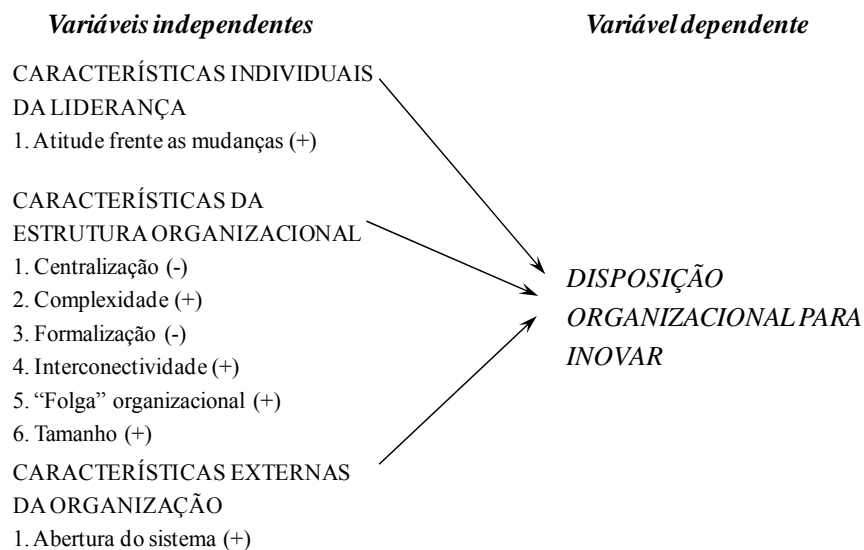 Variáveis independentes
Variável dependente
CARACTERÍSTICAS INDIVIDUAIS
DA LIDERANÇA
1. Atitude frente as mudanças (+)
CARACTERÍSTICAS DA
ESTRUTURA ORGANIZACIONAL
1. Centralização (-)
2. Complexidade (+)
3. Formalização (-)
4. Interconectividade (+)
5. “Folga” organizacional (+)
6. Tamanho (+)
CARACTERÍSTICAS EXTERNAS
DA ORGANIZAÇÃO
1. Abertura do sistema (+)
DISPOSIÇÃO
ORGANIZACIONAL PARA
INOVAR